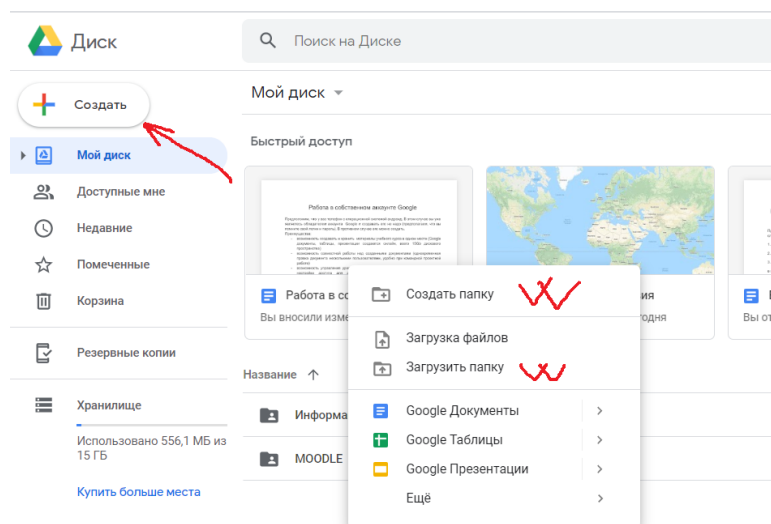 Диск
Поиск на Диске
Создать
Мой диск
Мой диск
Доступные мне
Недавние
Помеченные
Корзина
Резервные копии
Хранилище
Использовано 556,1 МБ из
15 ГБ
Купить больше места
Быстрый доступ
Работа в собственном аккаунте Google
Работа в со
Вы вносили изме
ия
годня
Вы от
Название
Информа
MOODLE
Создать папку
Загрузка файлов
Загрузить папку
Google Документы
Google Таблицы
Google Презентации
Ещё